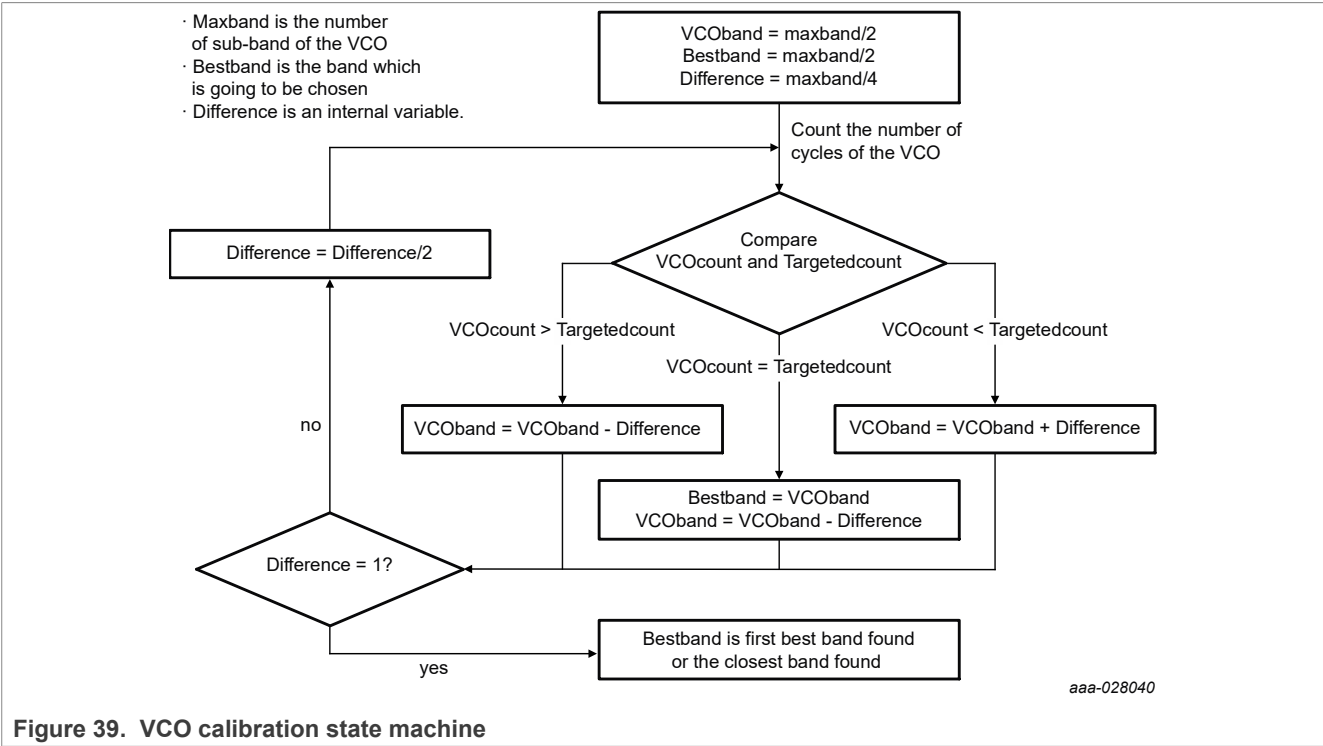 · Maxband is the number
of sub-band of the VCO
· Bestband is the band which
is going to be chosen
· Difference is an internal variable.
VCOband = maxband/2
Bestband = maxband/2
Difference = maxband/4
Count the number of
cycles of the VCO
Compare
VCOcount and Targetedcount
Difference = Difference/2
VCOcount > Targetedcount
VCOcount = Targetedcount
VCOcount < Targetedcount
VCOband = VCOband - Difference
VCOband = VCOband + Difference
no
Bestband = VCOband
VCOband = VCOband - Difference
Difference = 1?
yes
Bestband is first best band found
or the closest band found
aaa-028040
Figure 39. VCO calibration state machine